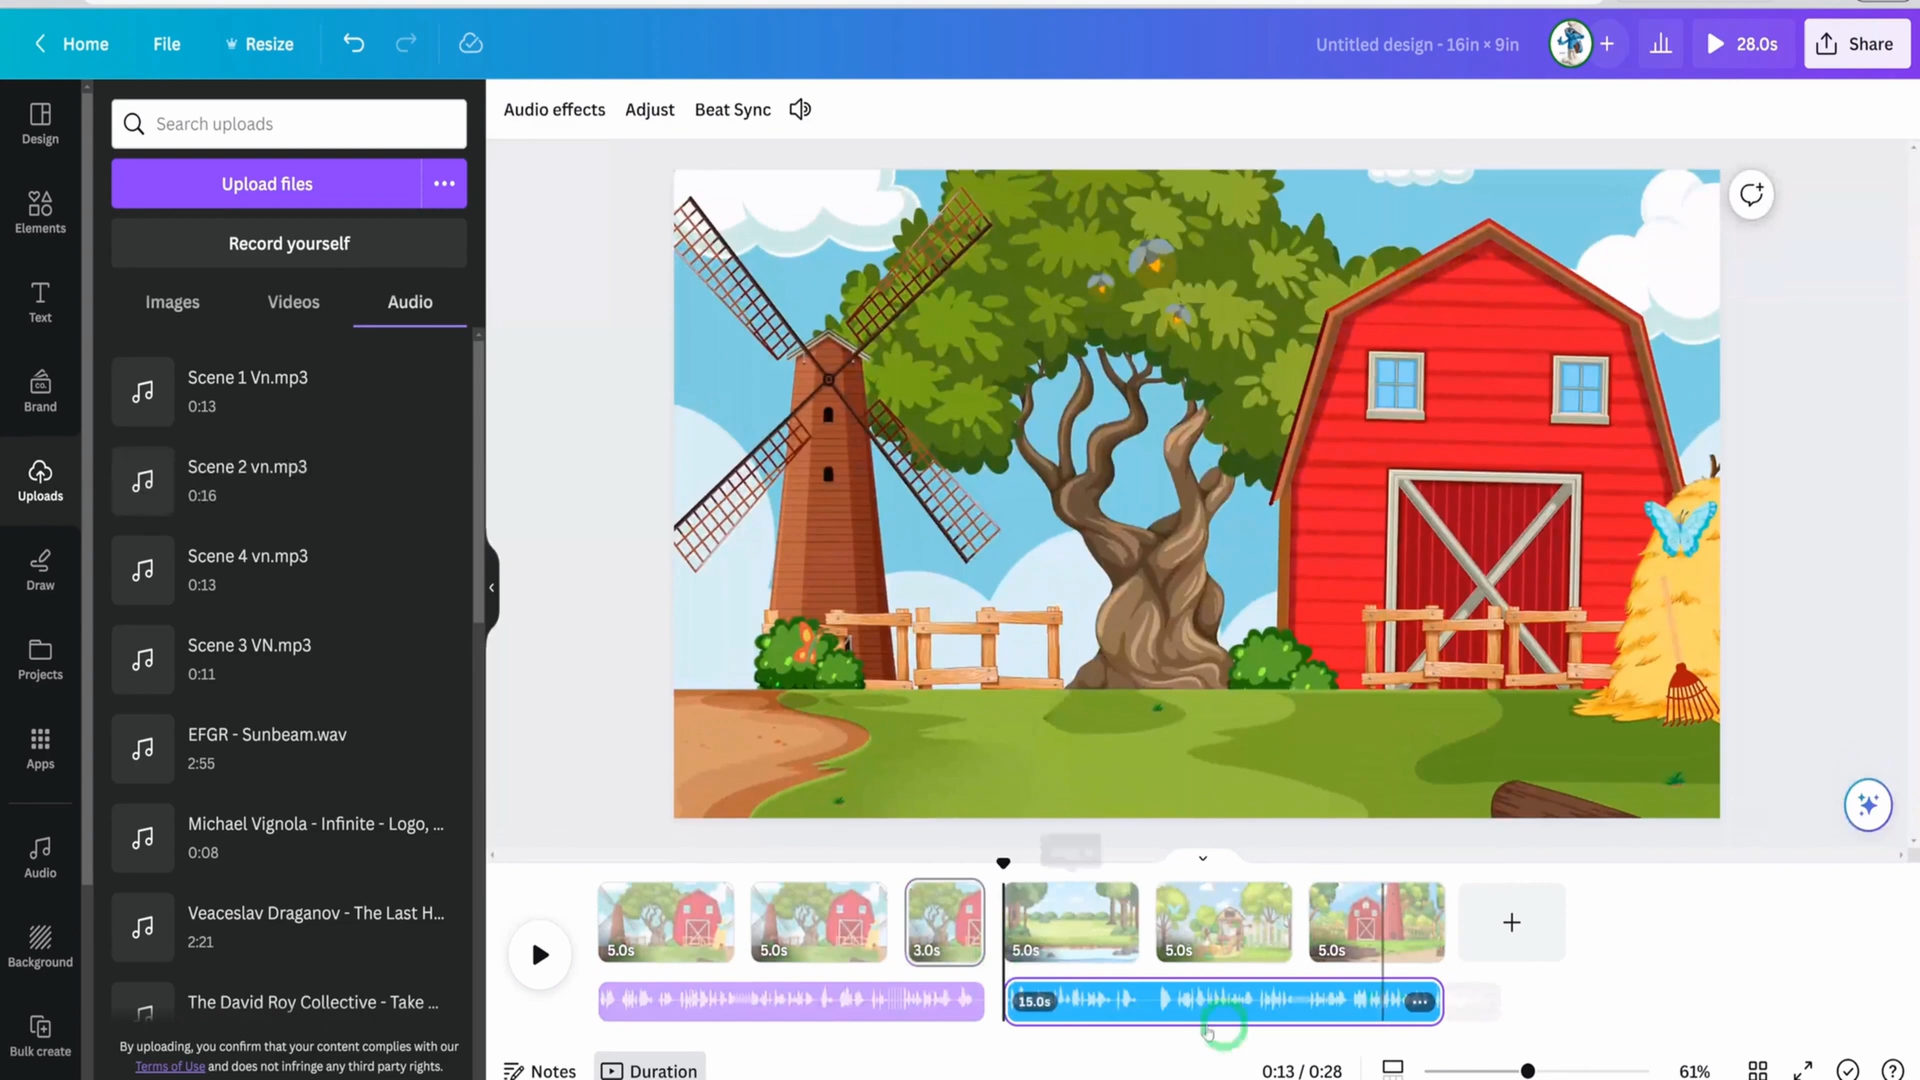 Home
File
Resize
Untitled design - 16in × 9in
28.0s
Share
Design
Elements
Text
Brand
Uploads
Draw
Projects
Apps
Audio
Background
Bulk create
Search uploads
Upload files
Record yourself
Images
Videos
Audio
Scene 1 Vn.mp3
0:13
Scene 2 vn.mp3
0:16
Scene 4 vn.mp3
0:13
Scene 3 VN.mp3
0:11
EFGR - Sunbeam.wav
2:55
Michael Vignola - Infinite - Logo, ...
0:08
Veaceslav Draganov - The Last H...
2:21
The David Roy Collective - Take ...
By uploading, you confirm that your content complies with our
Terms of Use and does not infringe any third party rights.
Audio effects
Adjust
Beat Sync
5.0s
5.0s
3.0s
5.0s
5.0s
5.0s
15.0s
Notes
Duration
0:13 / 0:28
61%